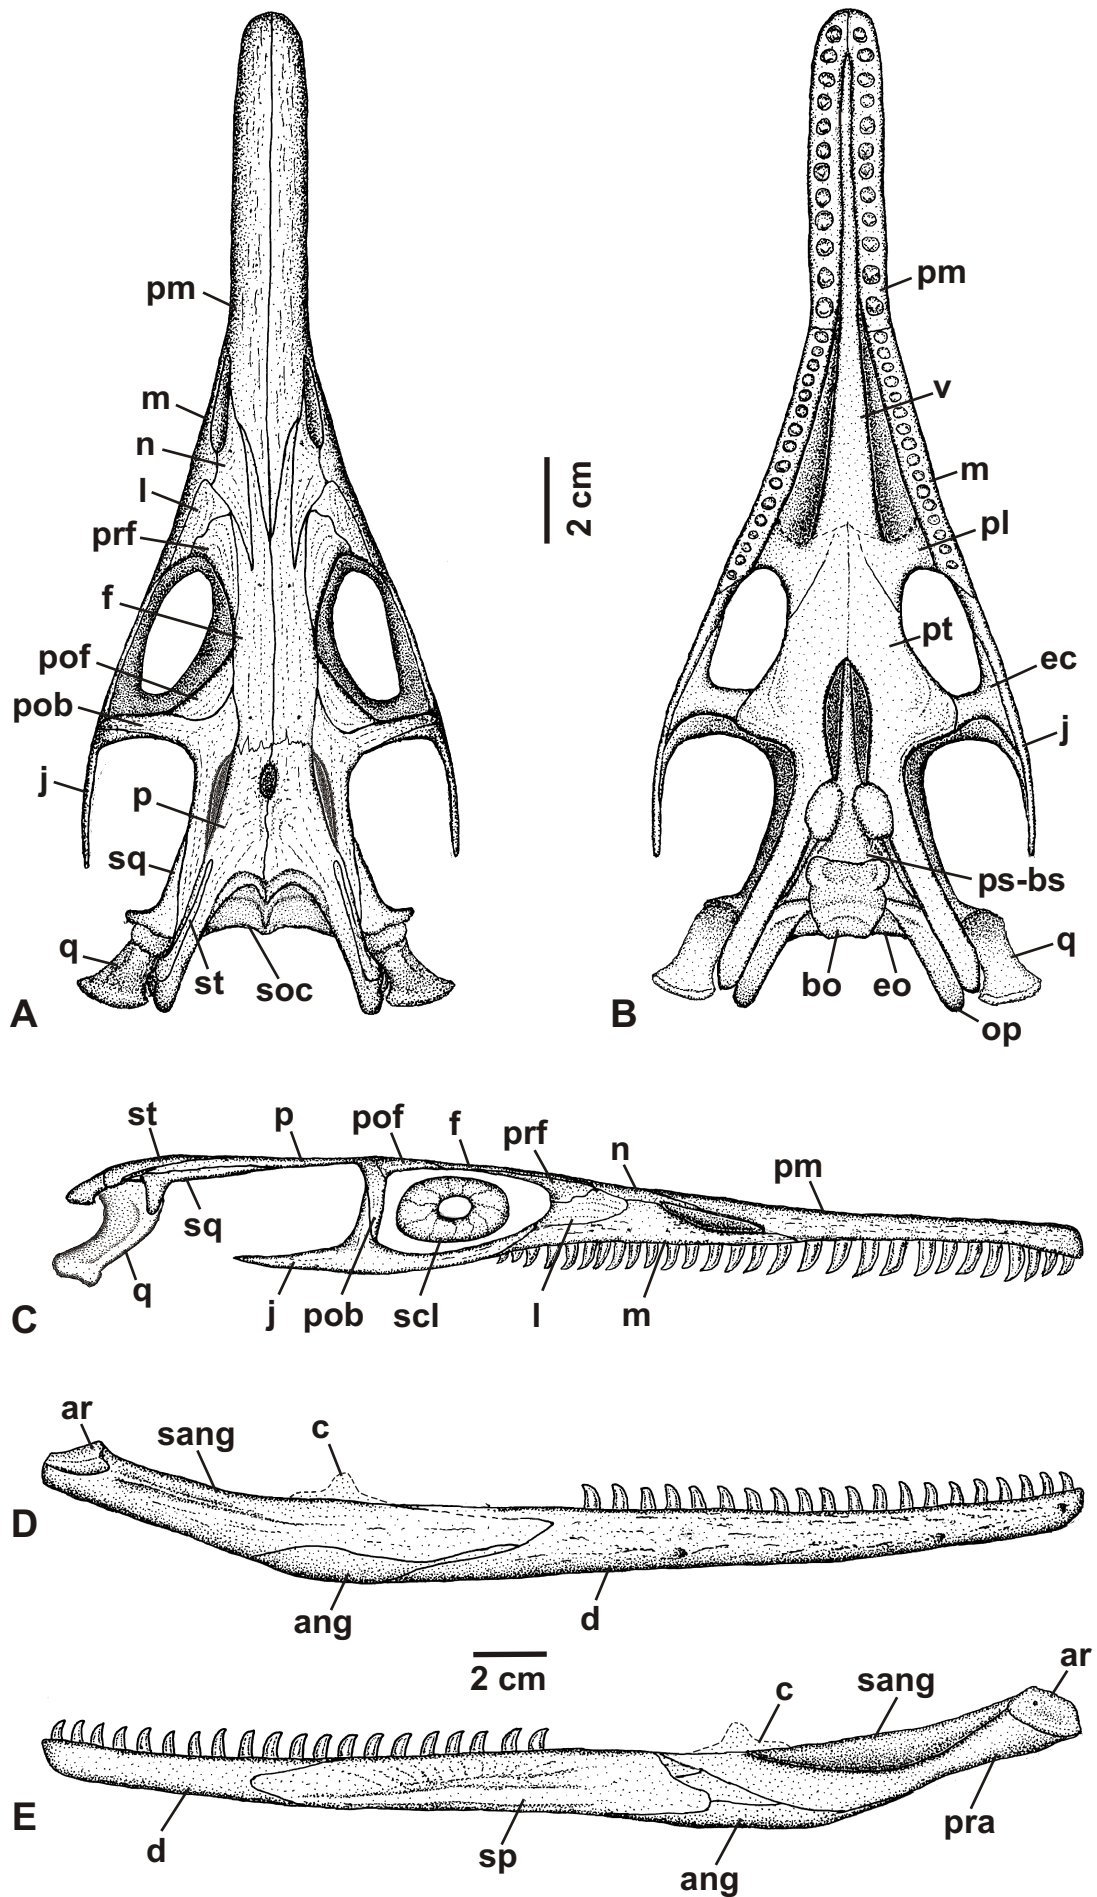 pm
m
n
l
prf
f
pof
pob
j
p
sq
q
st
soc
A
2 cm
pm
v
m
pl
pt
ec
j
ps-bs
q
bo
eo
op
B
st
p
pof
f
prf
n
pm
sq
q
j
pob
scl
l
m
C
ar
sang
c
D
ang
d
2 cm
ar
sang
c
E
d
sp
ang
pra